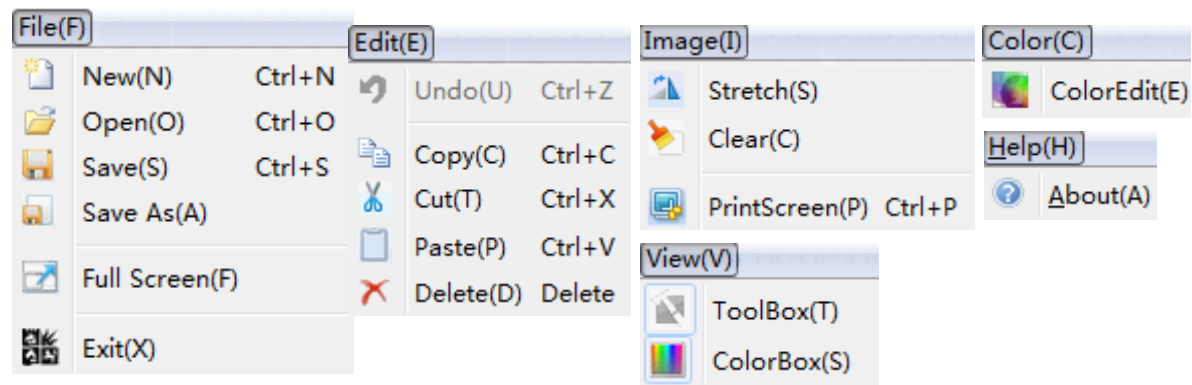 File(F)
New(N) Ctrl+N
Open(O) Ctrl+O
Save(S) Ctrl+S
Save As(A)
Full Screen(F)
Exit(X)
Edit(E)
Undo(U) Ctrl+Z
Copy(C) Ctrl+C
Cut(T) Ctrl+X
Paste(P) Ctrl+V
Delete(D) Delete
Image(I)
Stretch(S)
Clear(C)
PrintScreen(P) Ctrl+P
View(V)
ToolBox(T)
ColorBox(S)
Color(C)
ColorEdit(E)
Help(H)
About(A)